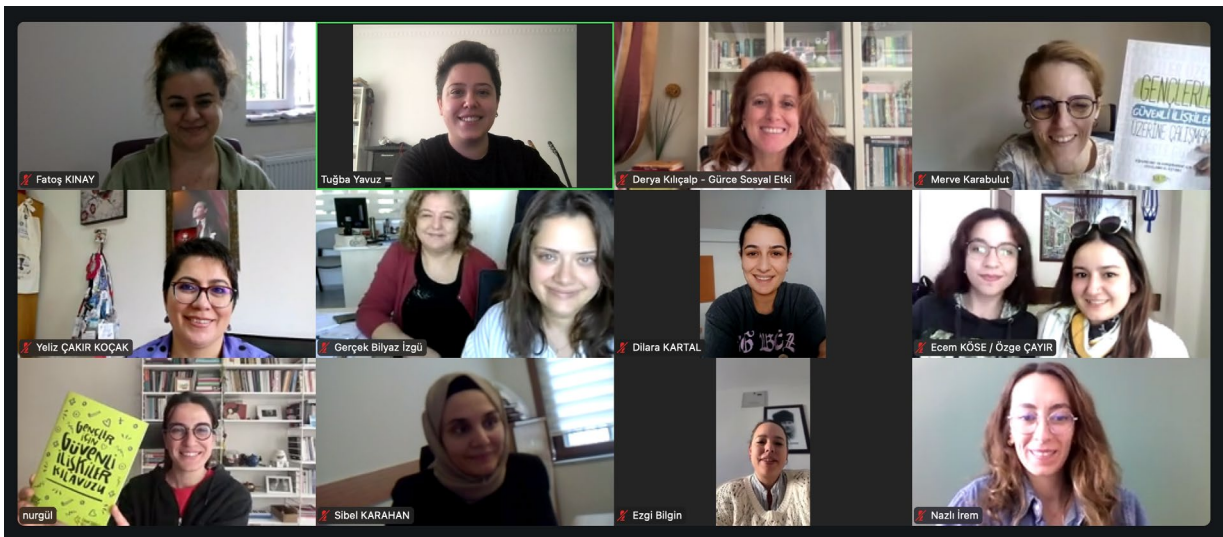 Fatoş KINAY
Tuğba Yavuz
Derya Kılıçalp - Gürce Sosyal Etki
GENÇLERLE
GÜVENLİ İLİŞKİLER
ÜZERİNE ÇALIŞMAK
Merve Karabulut
Yeliz ÇAKIR KOÇAK
Gerçek Bilyaz İzgü
Dilara KARTAL
Ecem KÖSE / Özge ÇAYIR
GENÇLER
İÇİN
GÜVENLİ
İLİŞKİLER
KILAVUZU
nurgül
Sibel KARAHAN
Ezgi Bilgin
Nazlı İrem